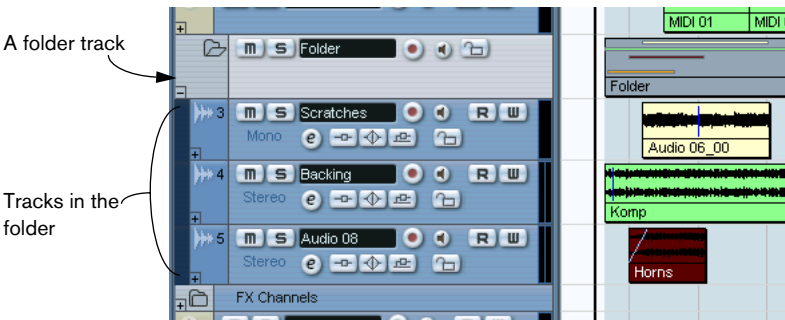 MIDI 01
MIDI
A folder track
m S Folder
Folder
3 m S Scratches R W
Mono e
Audio 06_00
4 m S Backing R W
Stereo e
Komp
Tracks in the
folder
5 m S Audio 08 R W
Stereo e
Horns
FX Channels